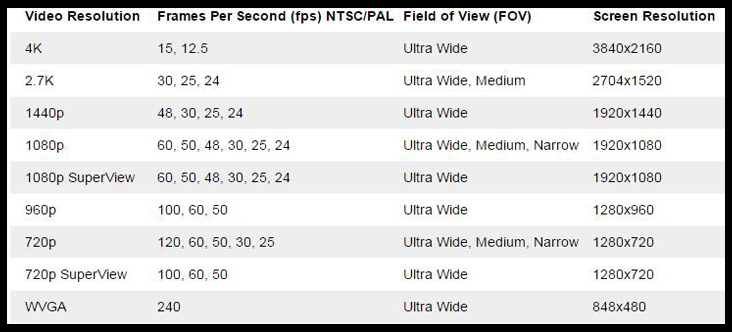 Video Resolution Frames Per Second (fps) NTSC/PAL Field of View (FOV) Screen Resolution
4K 15, 12.5 Ultra Wide 3840x2160
2.7K 30, 25, 24 Ultra Wide, Medium 2704x1520
1440p 48, 30, 25, 24 Ultra Wide 1920x1440
1080p 60, 50, 48, 30, 25, 24 Ultra Wide, Medium, Narrow 1920x1080
1080p SuperView 60, 50, 48, 30, 25, 24 Ultra Wide 1920x1080
960p 100, 60, 50 Ultra Wide 1280x960
720p 120, 60, 50, 30, 25 Ultra Wide, Medium, Narrow 1280x720
720p SuperView 100, 60, 50 Ultra Wide 1280x720
WVGA 240 Ultra Wide 848x480